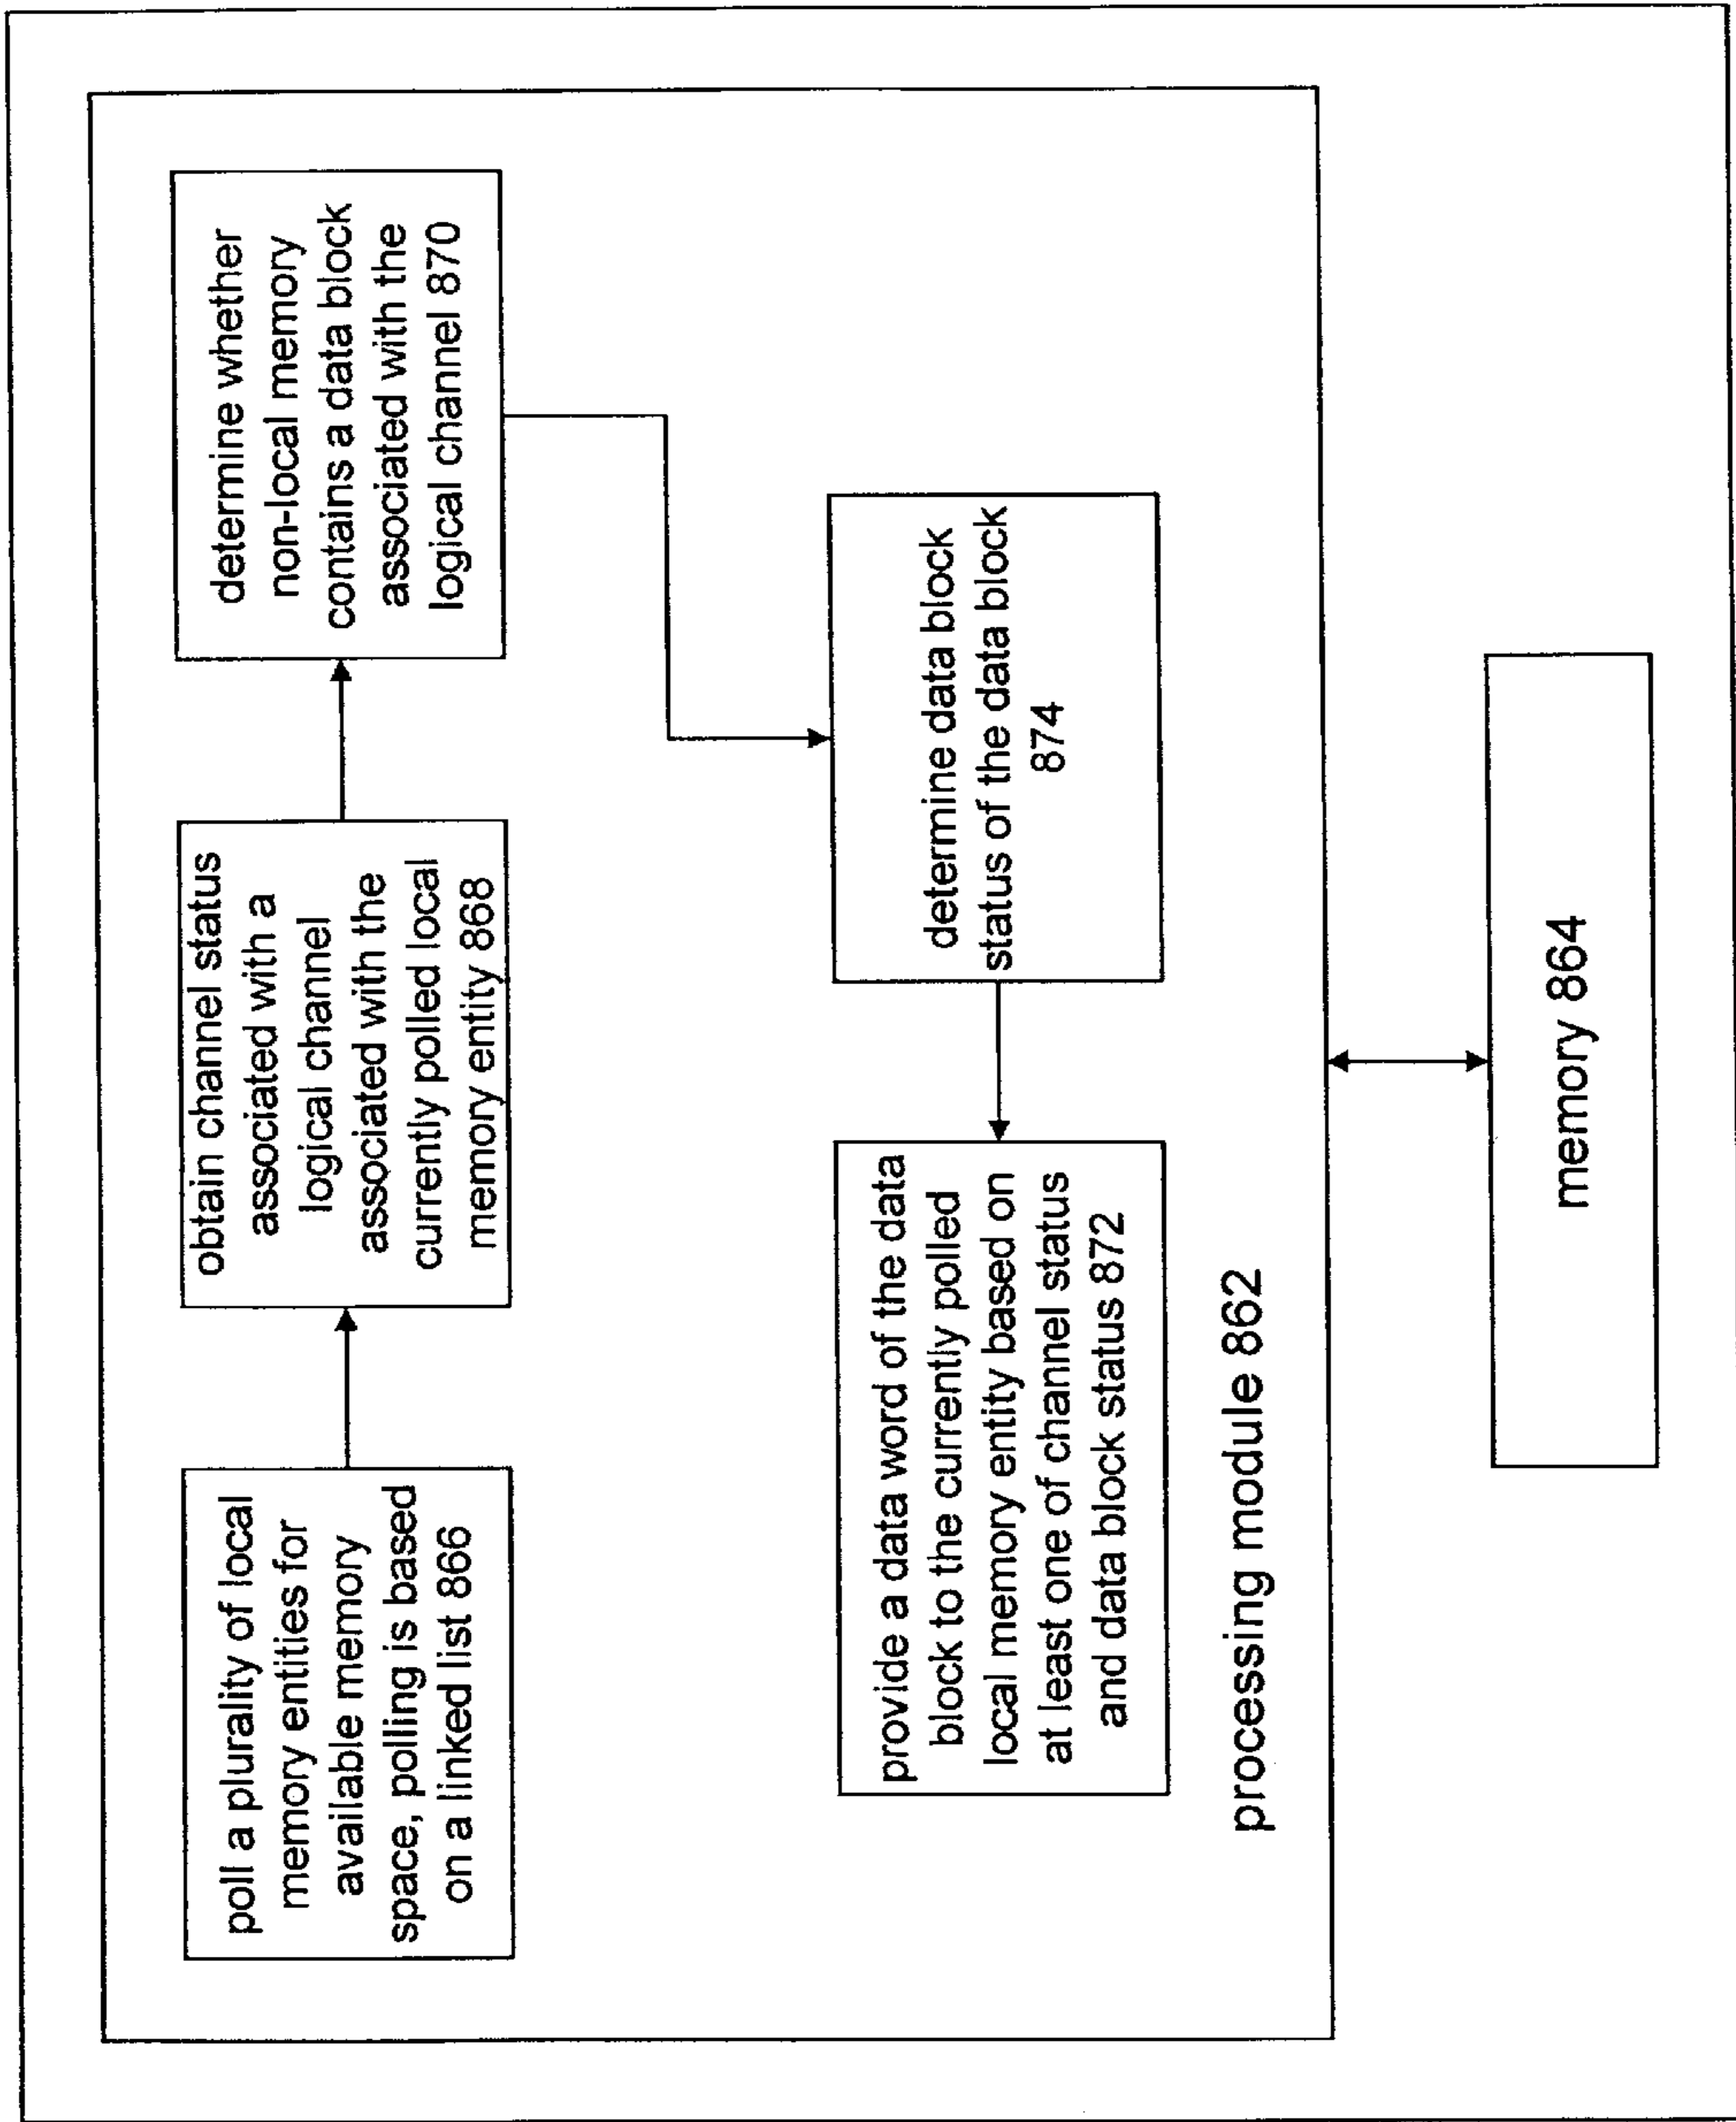 poll a plurality of local
memory entities for
available memory
space, polling is based
on a linked list 866
obtain channel status
associated with a
logical channel
associated with the
currently polled local
memory entity 868
determine whether
non-local memory
contains a data block
associated with the
logical channel 870
determine data block
status of the data block
874
provide a data word of the data
block to the currently polled
local memory entity based on
at least one of channel status
and data block status 872
processing module 862
memory 864